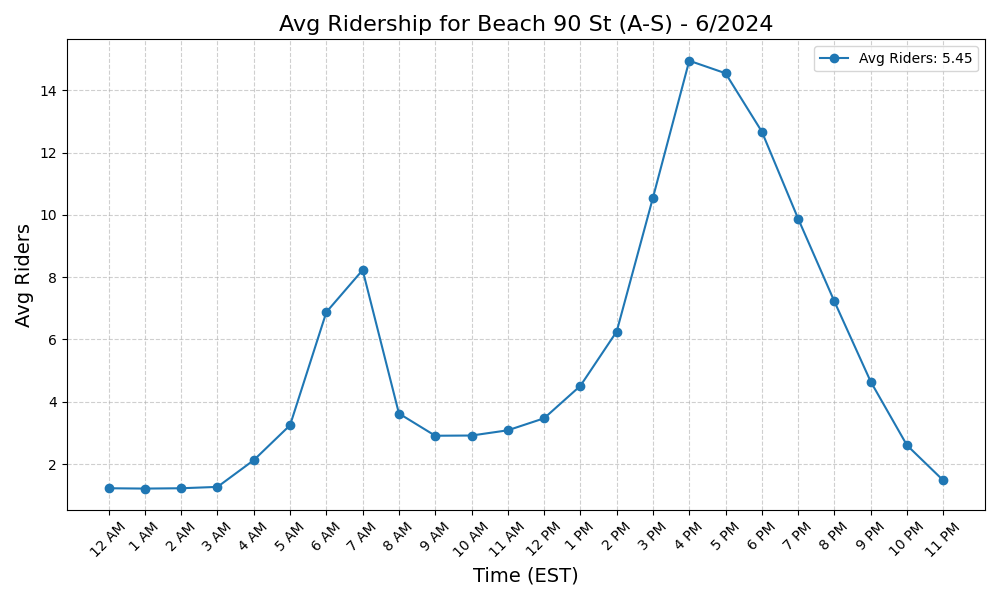 Avg Ridership for Beach 90 St (A-S) - 6/2024
Avg Riders: 5.45
Avg Riders
14
12
10
8
6
4
2
12 AM
1 AM
2 AM
3 AM
4 AM
5 AM
6 AM
7 AM
8 AM
9 AM
10 AM
11 AM
12 PM
1 PM
2 PM
3 PM
4 PM
5 PM
6 PM
7 PM
8 PM
9 PM
10 PM
11 PM
Time (EST)